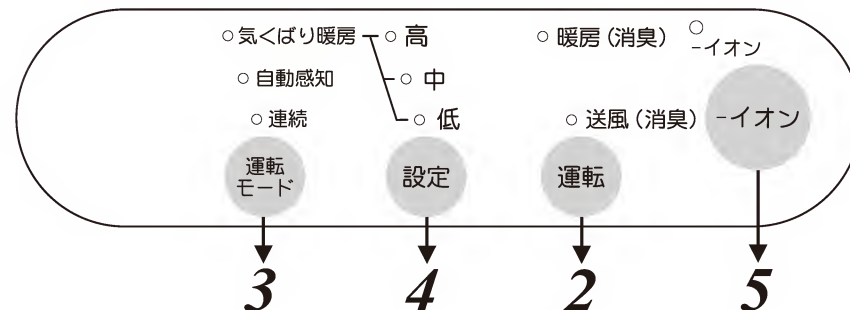 気くばり暖房
高
暖房(消臭)
-イオン
自動感知
中
連続
低
送風(消臭)
-イオン
運転
モード
設定
運転
3
4
2
5